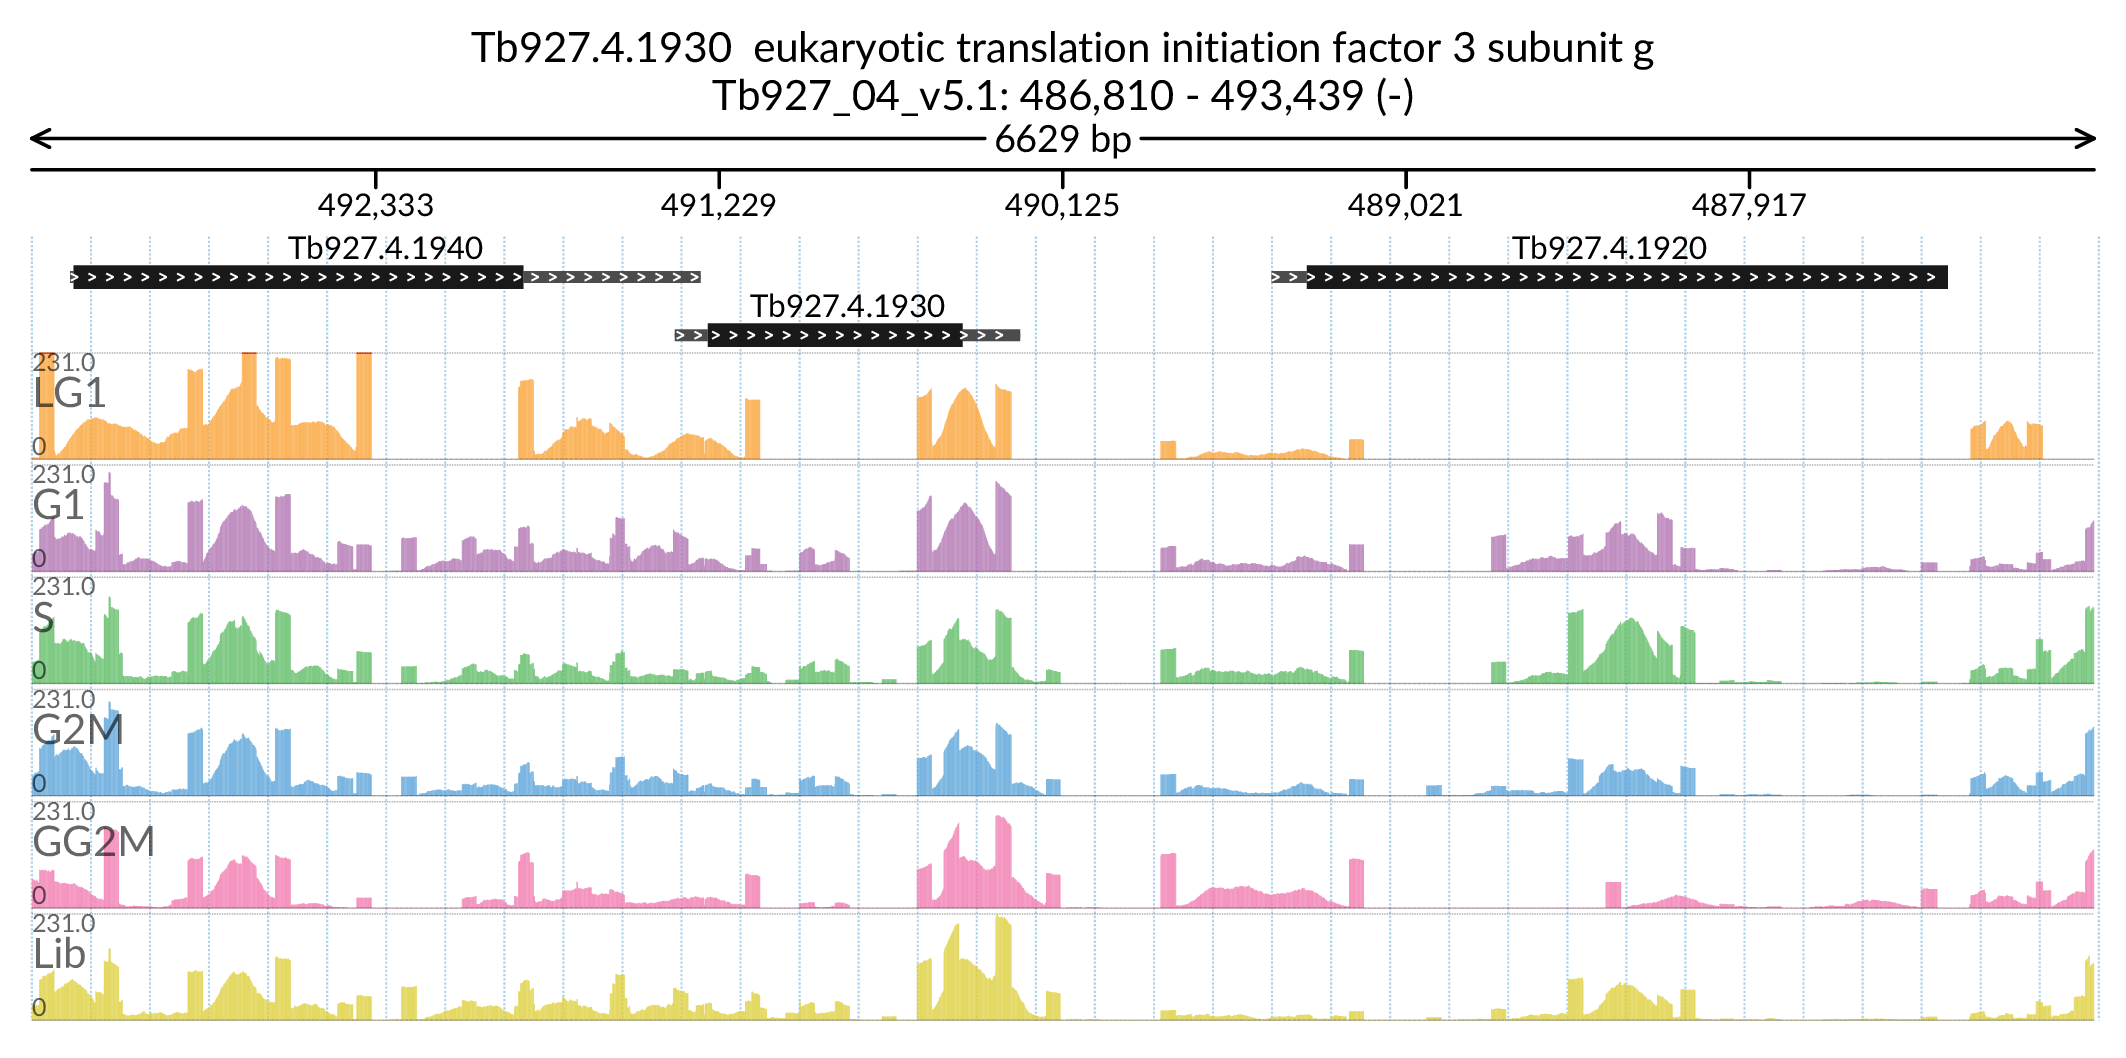 Tb927.4.1930  eukaryotic translation initiation factor 3 subunit g
Tb927_04_v5.1: 486,810 - 493,439 (-)
6629 bp
492,333 491,229 490,125 489,021 487,917
Tb927.4.1940 Tb927.4.1920
Tb927.4.1930
231.0
LG1
0
231.0
G1
0
231.0
S
0
231.0
G2M
0
231.0
GG2M
0
231.0
Lib
0